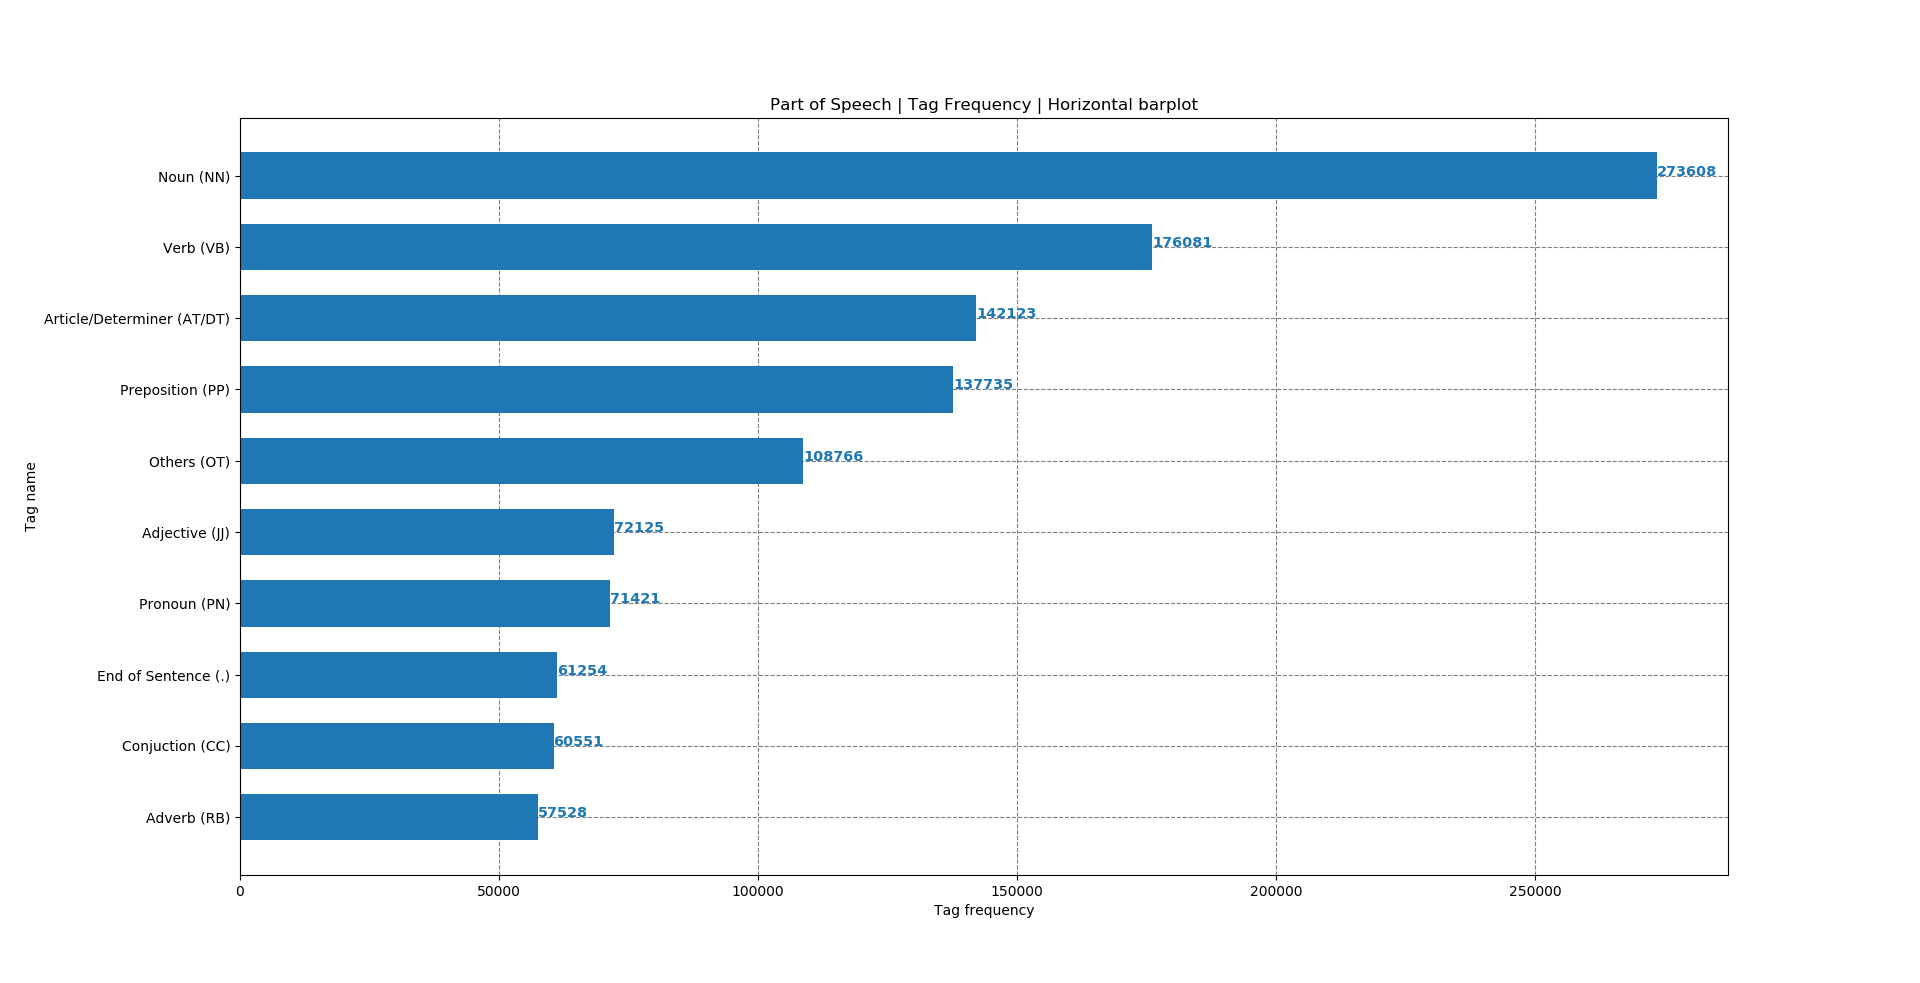 Part of Speech | Tag Frequency | Horizontal barplot
Noun (NN) 273608
Verb (VB) 176081
Article/Determiner (AT/DT) 142123
Preposition (PP) 137735
Others (OT) 108766
Adjective (JJ) 72125
Pronoun (PN) 71421
End of Sentence (.) 61254
Conjuction (CC) 60551
Adverb (RB) 57528
Tag name
0 50000 100000 150000 200000 250000
Tag frequency